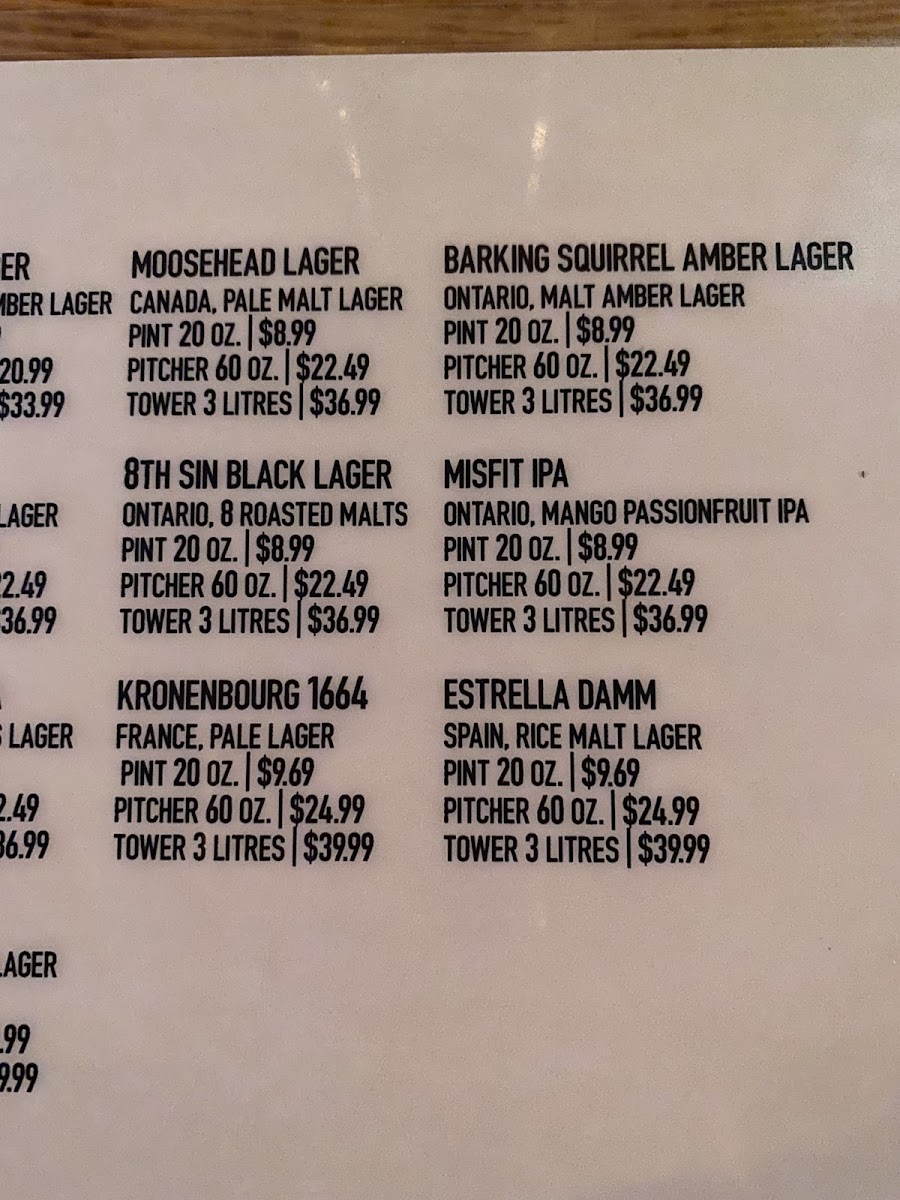 ER
MBER LAGER
20.99
$33.99
LAGER
2.49
36.99
LAGER
2.49
36.99
LAGER
.99
9.99
MOOSEHEAD LAGER
CANADA, PALE MALT LAGER
PINT 20 OZ. | $8.99
PITCHER 60 OZ. | $22.49
TOWER 3 LITRES | $36.99
8TH SIN BLACK LAGER
ONTARIO, 8 ROASTED MALTS
PINT 20 OZ. | $8.99
PITCHER 60 OZ. | $22.49
TOWER 3 LITRES | $36.99
KRONENBOURG 1664
FRANCE, PALE LAGER
PINT 20 OZ. | $9.69
PITCHER 60 OZ. | $24.99
TOWER 3 LITRES | $39.99
BARKING SQUIRREL AMBER LAGER
ONTARIO, MALT AMBER LAGER
PINT 20 OZ. | $8.99
PITCHER 60 OZ. | $22.49
TOWER 3 LITRES | $36.99
MISFIT IPA
ONTARIO, MANGO PASSIONFRUIT IPA
PINT 20 OZ. | $8.99
PITCHER 60 OZ. | $22.49
TOWER 3 LITRES | $36.99
ESTRELLA DAMM
SPAIN, RICE MALT LAGER
PINT 20 OZ. | $9.69
PITCHER 60 OZ. | $24.99
TOWER 3 LITRES | $39.99